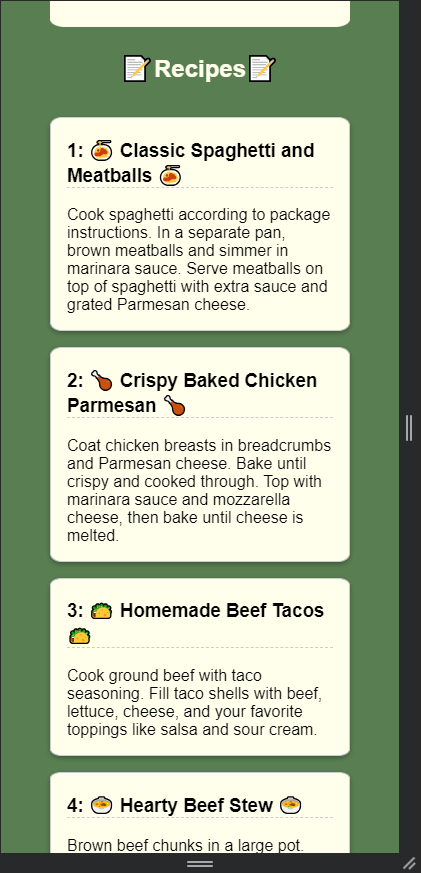 📝Recipes📝
1: 🍝 Classic Spaghetti and
Meatballs 🍝
Cook spaghetti according to package
instructions. In a separate pan,
brown meatballs and simmer in
marinara sauce. Serve meatballs on
top of spaghetti with extra sauce and
grated Parmesan cheese.
2: 🍗 Crispy Baked Chicken
Parmesan 🍗
Coat chicken breasts in breadcrumbs
and Parmesan cheese. Bake until
crispy and cooked through. Top with
marinara sauce and mozzarella
cheese, then bake until cheese is
melted.
3: 🌮 Homemade Beef Tacos
🌮
Cook ground beef with taco
seasoning. Fill taco shells with beef,
lettuce, cheese, and your favorite
toppings like salsa and sour cream.
4: 🍲 Hearty Beef Stew 🍲
Brown beef chunks in a large pot.